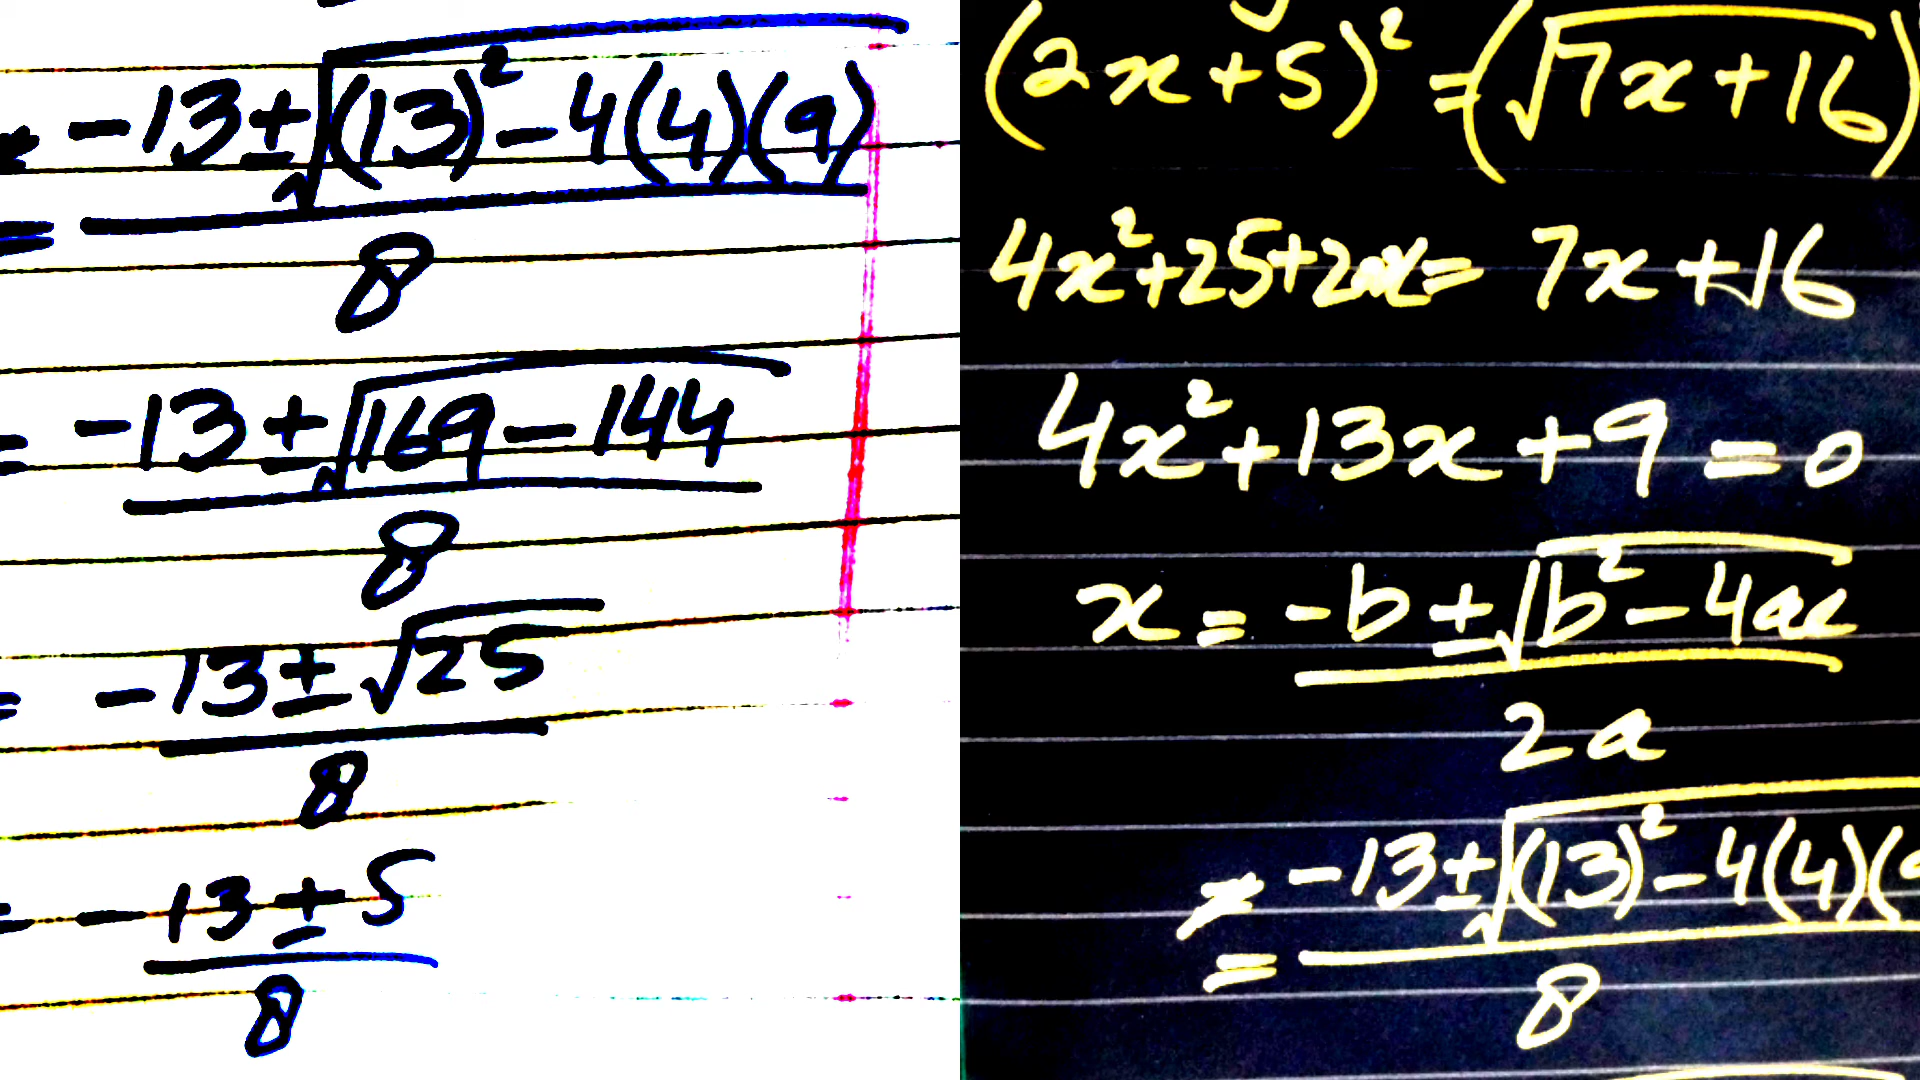 -13±√(13)²-4(4)(9)
=
8
-13±√169-144
=
8
-13±√25
=
8
= -13±5
8
(2x+5)² =(√7x+16)
4x²+25+20x= 7x+16
4x²+13x+9=0
x = -b±√b²-4ac
2a
-13±√(13)²-4(4)(
=
8